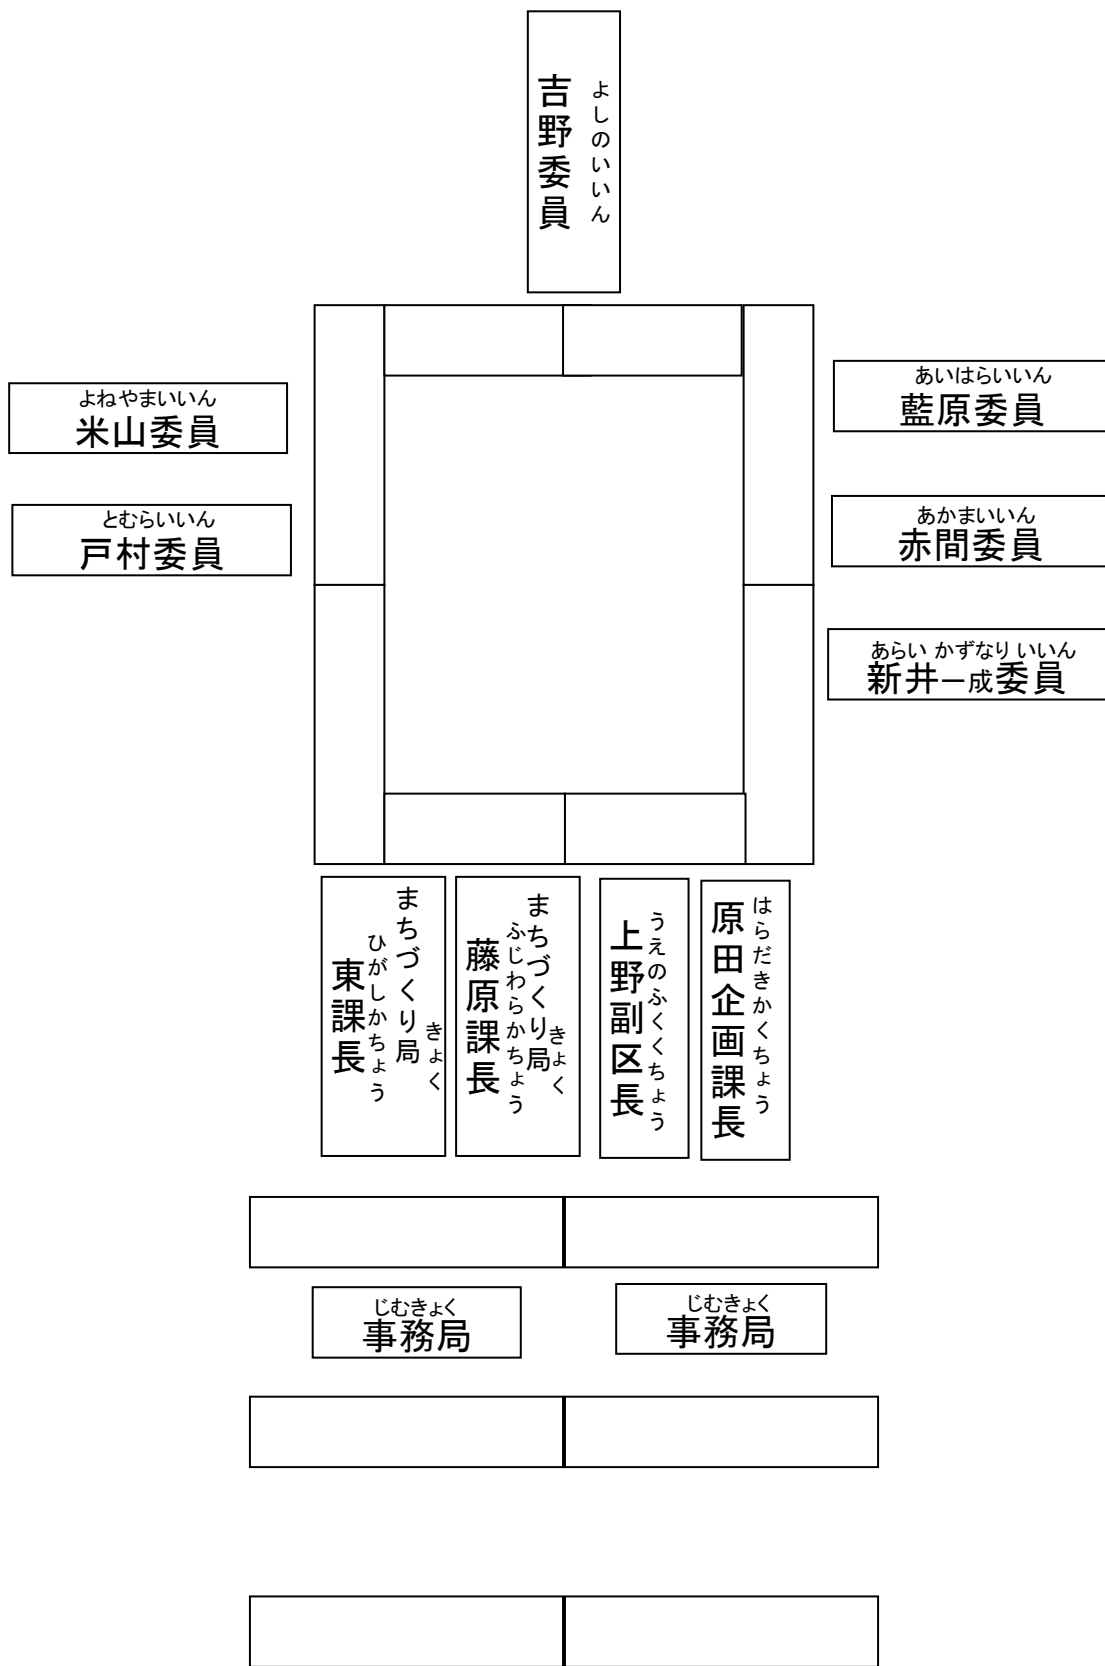 よしのいいん
吉野委員
よねやまいいん
米山委員
あいはらいいん
藍原委員
とむらいいん
戸村委員
あかまいいん
赤間委員
あらい かずなり いいん
新井一成委員
きょく
まちづくり局
ひがしかちょう
東課長
きょく
まちづくり局
ふじわらかちょう
藤原課長
うえのふくくちょう
上野副区長
はらだきかくちょう
原田企画課長
じむきょく
事務局
じむきょく
事務局